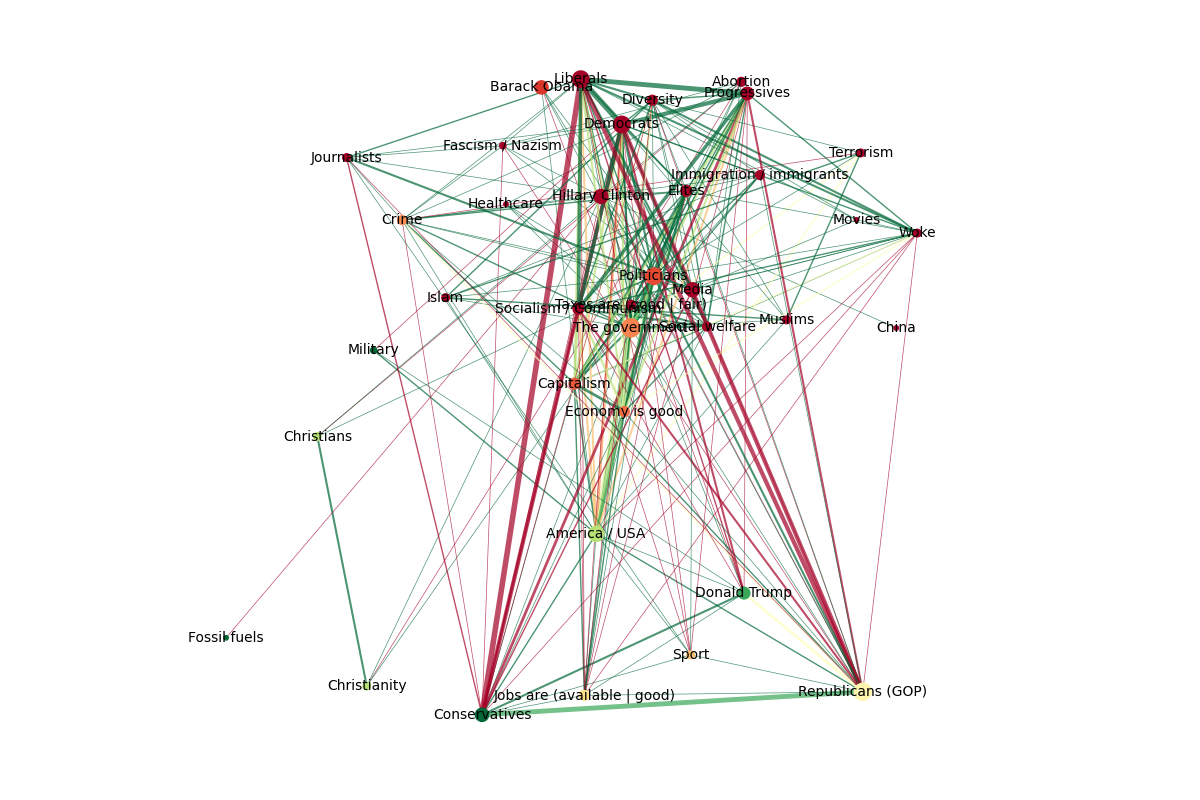 Liberals
Abortion
Barack Obama
Progressives
Diversity
Democrats
Fascism / Nazism
Terrorism
Journalists
Immigration / immigrants
Elites
Hillary Clinton
Healthcare
Crime
Movies
Woke
Politicians
Media
Islam
Taxes are (good | fair)
Socialism / Communism
Muslims
The government
Social welfare
China
Military
Capitalism
Economy is good
Christians
America / USA
Donald Trump
Fossil fuels
Sport
Christianity
Republicans (GOP)
Jobs are (available | good)
Conservatives